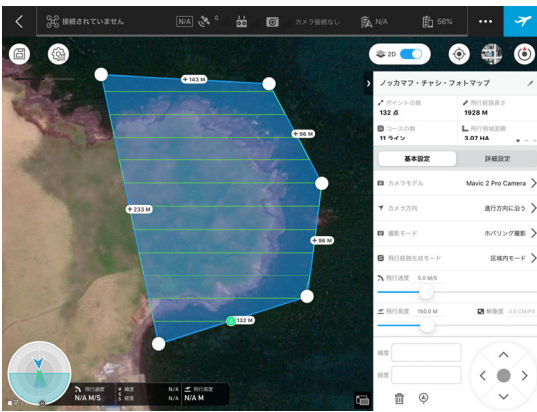 接続されていません
N/A
0
カメラ接続なし
N/A
56%
2D
ノッカマフ・チャシ・フォトマップ
ポイントの数
132 点
飛行経路長さ
1928 M
コースの数
11 ライン
飛行領域面積
3.07 HA
基本設定
詳細設定
カメラモデル
Mavic 2 Pro Camera
カメラ方向
進行方向に沿う
撮影モード
ホバリング撮影
飛行経路生成モード
区域内モード
飛行速度
5.0 M/S
飛行高度
150.0 M
解像度
3.5 CM/PX
緯度
経度
+ 143 M
+ 96 M
+ 233 M
+ 96 M
132 M
飛行速度
N/A M/S
W
G
S
緯度
N/A
経度
N/A
飛行高度
N/A M
マップ